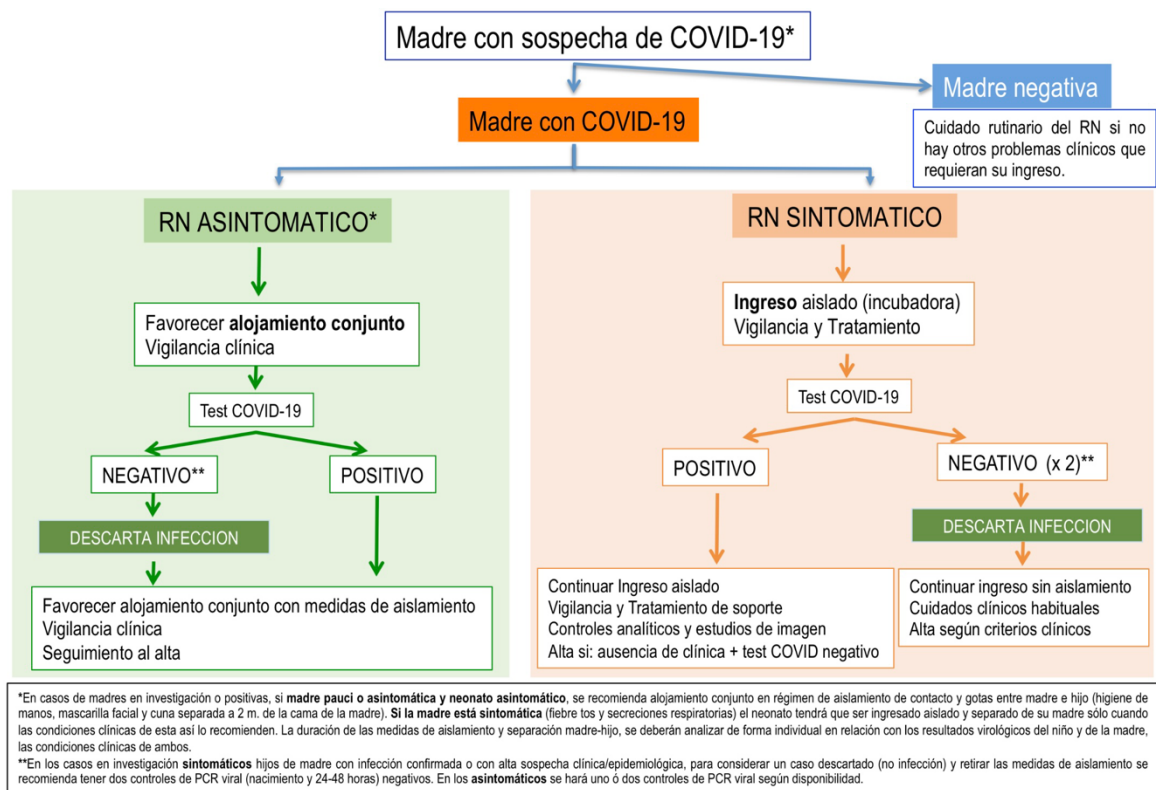 Madre con sospecha de COVID-19*
Madre negativa
Cuidado rutinario del RN si no
hay otros problemas clínicos que
requieran su ingreso.
Madre con COVID-19
RN ASINTOMATICO*
Favorecer alojamiento conjunto
Vigilancia clínica
Test COVID-19
NEGATIVO**
POSITIVO
DESCARTA INFECCION
Favorecer alojamiento conjunto con medidas de aislamiento
Vigilancia clínica
Seguimiento al alta
RN SINTOMATICO
Ingreso aislado (incubadora)
Vigilancia y Tratamiento
Test COVID-19
POSITIVO
NEGATIVO (x 2)**
DESCARTA INFECCION
Continuar Ingreso aislado
Vigilancia y Tratamiento de soporte
Controles analíticos y estudios de imagen
Alta si: ausencia de clínica + test COVID negativo
Continuar ingreso sin aislamiento
Cuidados clínicos habituales
Alta según criterios clínicos
*En casos de madres en investigación o positivas, si madre pauci o asintomática y neonato asintomático, se recomienda alojamiento conjunto en régimen de aislamiento de contacto y gotas entre madre e hijo (higiene de
manos, mascarilla facial y cuna separada a 2 m. de la cama de la madre). Si la madre está sintomática (fiebre tos y secreciones respiratorias) el neonato tendrá que ser ingresado aislado y separado de su madre sólo cuando
las condiciones clínicas de esta así lo recomienden. La duración de las medidas de aislamiento y separación madre-hijo, se deberán analizar de forma individual en relación con los resultados virológicos del niño y de la madre,
las condiciones clínicas de ambos.
**En los casos en investigación sintomáticos hijos de madre con infección confirmada o con alta sospecha clínica/epidemiológica, para considerar un caso descartado (no infección) y retirar las medidas de aislamiento se
recomienda tener dos controles de PCR viral (nacimiento y 24-48 horas) negativos. En los asintomáticos se hará uno ó dos controles de PCR viral según disponibilidad.